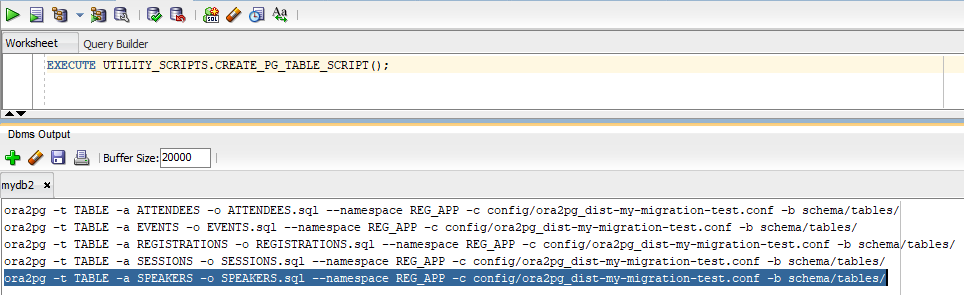 SQL
Aa
Worksheet Query Builder
EXECUTE UTILITY_SCRIPTS.CREATE_PG_TABLE_SCRIPT();
Dbms Output
Buffer Size: 20000
mydb2 ×
ora2pg -t TABLE -a ATTENDEES -o ATTENDEES.sql --namespace REG_APP -c config/ora2pg_dist-my-migration-test.conf -b schema/tables/
ora2pg -t TABLE -a EVENTS -o EVENTS.sql --namespace REG_APP -c config/ora2pg_dist-my-migration-test.conf -b schema/tables/
ora2pg -t TABLE -a REGISTRATIONS -o REGISTRATIONS.sql --namespace REG_APP -c config/ora2pg_dist-my-migration-test.conf -b schema/tables/
ora2pg -t TABLE -a SESSIONS -o SESSIONS.sql --namespace REG_APP -c config/ora2pg_dist-my-migration-test.conf -b schema/tables/
ora2pg -t TABLE -a SPEAKERS -o SPEAKERS.sql --namespace REG_APP -c config/ora2pg_dist-my-migration-test.conf -b schema/tables/